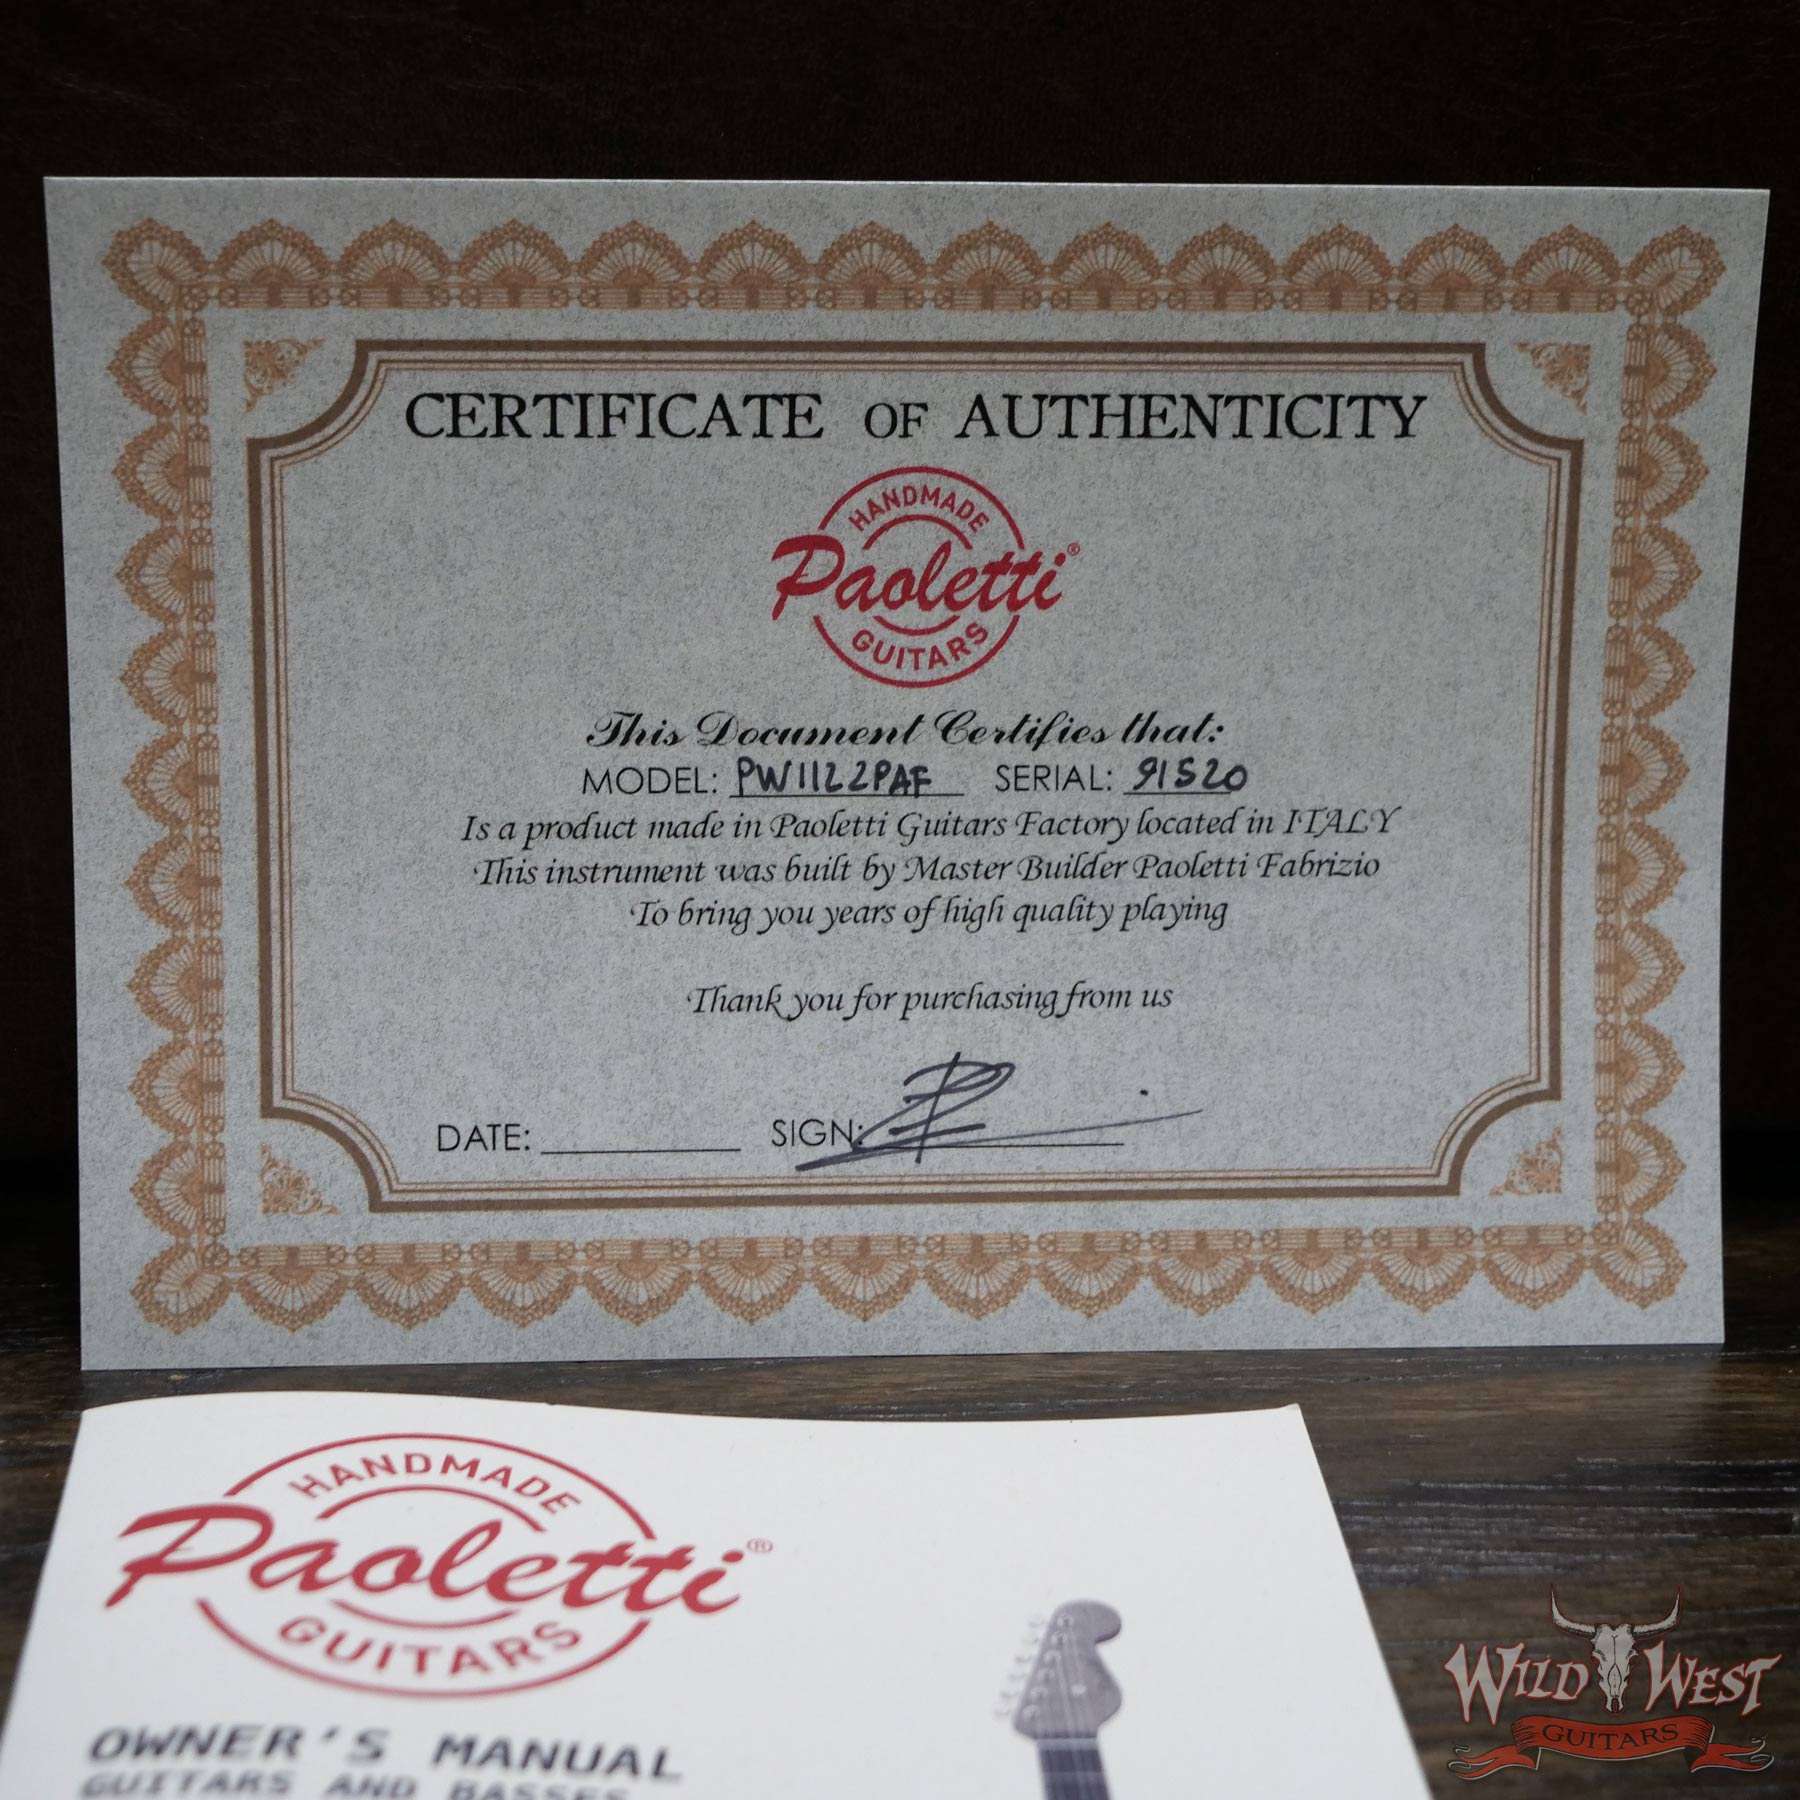 CERTIFICATE OF AUTHENTICITY
HANDMADE
Paoletti®
GUITARS
This Document Certifies that:
MODEL: PW1122PAF SERIAL: 91520
Is a product made in Paoletti Guitars Factory located in ITALY
This instrument was built by Master Builder Paoletti Fabrizio
To bring you years of high quality playing
Thank you for purchasing from us
DATE: SIGN:
HANDMADE
Paoletti®
GUITARS
OWNER'S MANUAL
GUITARS AND BASSES
WILD WEST
GUITARS